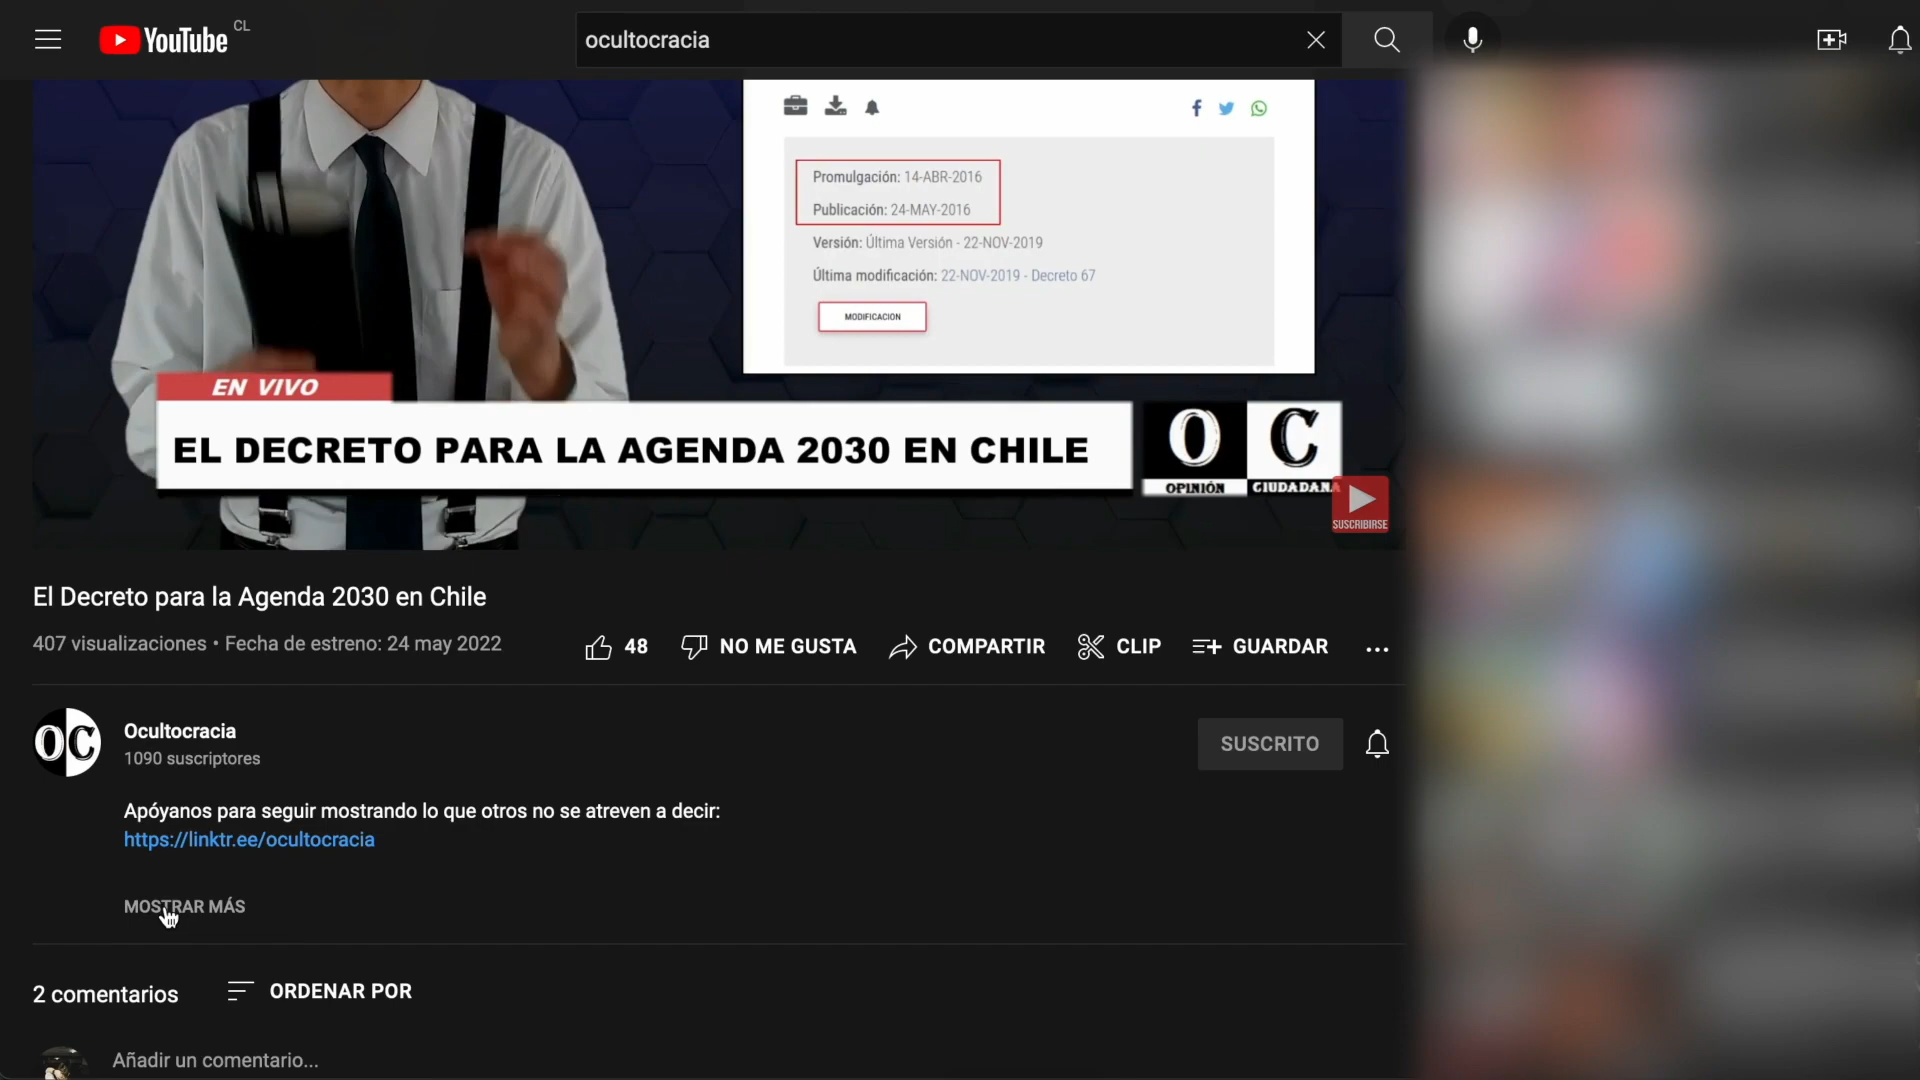 YouTube CL
ocultocracia
Promulgación: 14-ABR-2016
Publicación: 24-MAY-2016
Versión: Última Versión - 22-NOV-2019
Última modificación: 22-NOV-2019 - Decreto 67
MODIFICACION
EN VIVO
EL DECRETO PARA LA AGENDA 2030 EN CHILE
O C
OPINIÓN CIUDADANA
SUSCRIBIRSE
El Decreto para la Agenda 2030 en Chile
407 visualizaciones • Fecha de estreno: 24 may 2022
48 NO ME GUSTA COMPARTIR CLIP GUARDAR
OC
Ocultocracia
1090 suscriptores
SUSCRITO
Apóyanos para seguir mostrando lo que otros no se atreven a decir:
https://linktr.ee/ocultocracia
MOSTRAR MÁS
2 comentarios ORDENAR POR
Añadir un comentario...